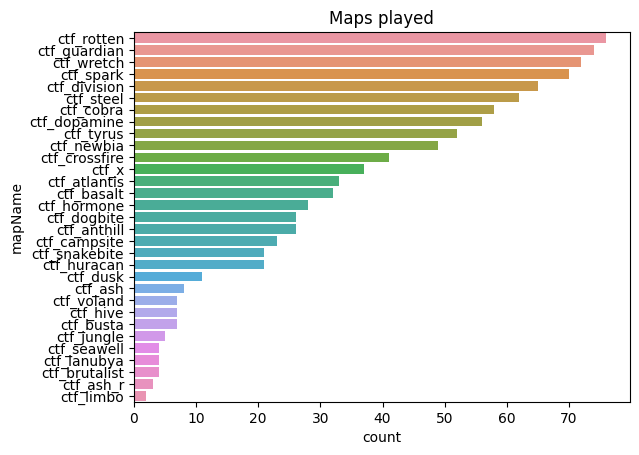 Maps played
mapName
ctf_rotten
ctf_guardian
ctf_wretch
ctf_spark
ctf_division
ctf_steel
ctf_cobra
ctf_dopamine
ctf_tyrus
ctf_newbia
ctf_crossfire
ctf_x
ctf_atlantis
ctf_basalt
ctf_hormone
ctf_dogbite
ctf_anthill
ctf_campsite
ctf_snakebite
ctf_huracan
ctf_dusk
ctf_ash
ctf_voland
ctf_hive
ctf_busta
ctf_jungle
ctf_seawell
ctf_lanubya
ctf_brutalist
ctf_ash_r
ctf_limbo
0 10 20 30 40 50 60 70
count